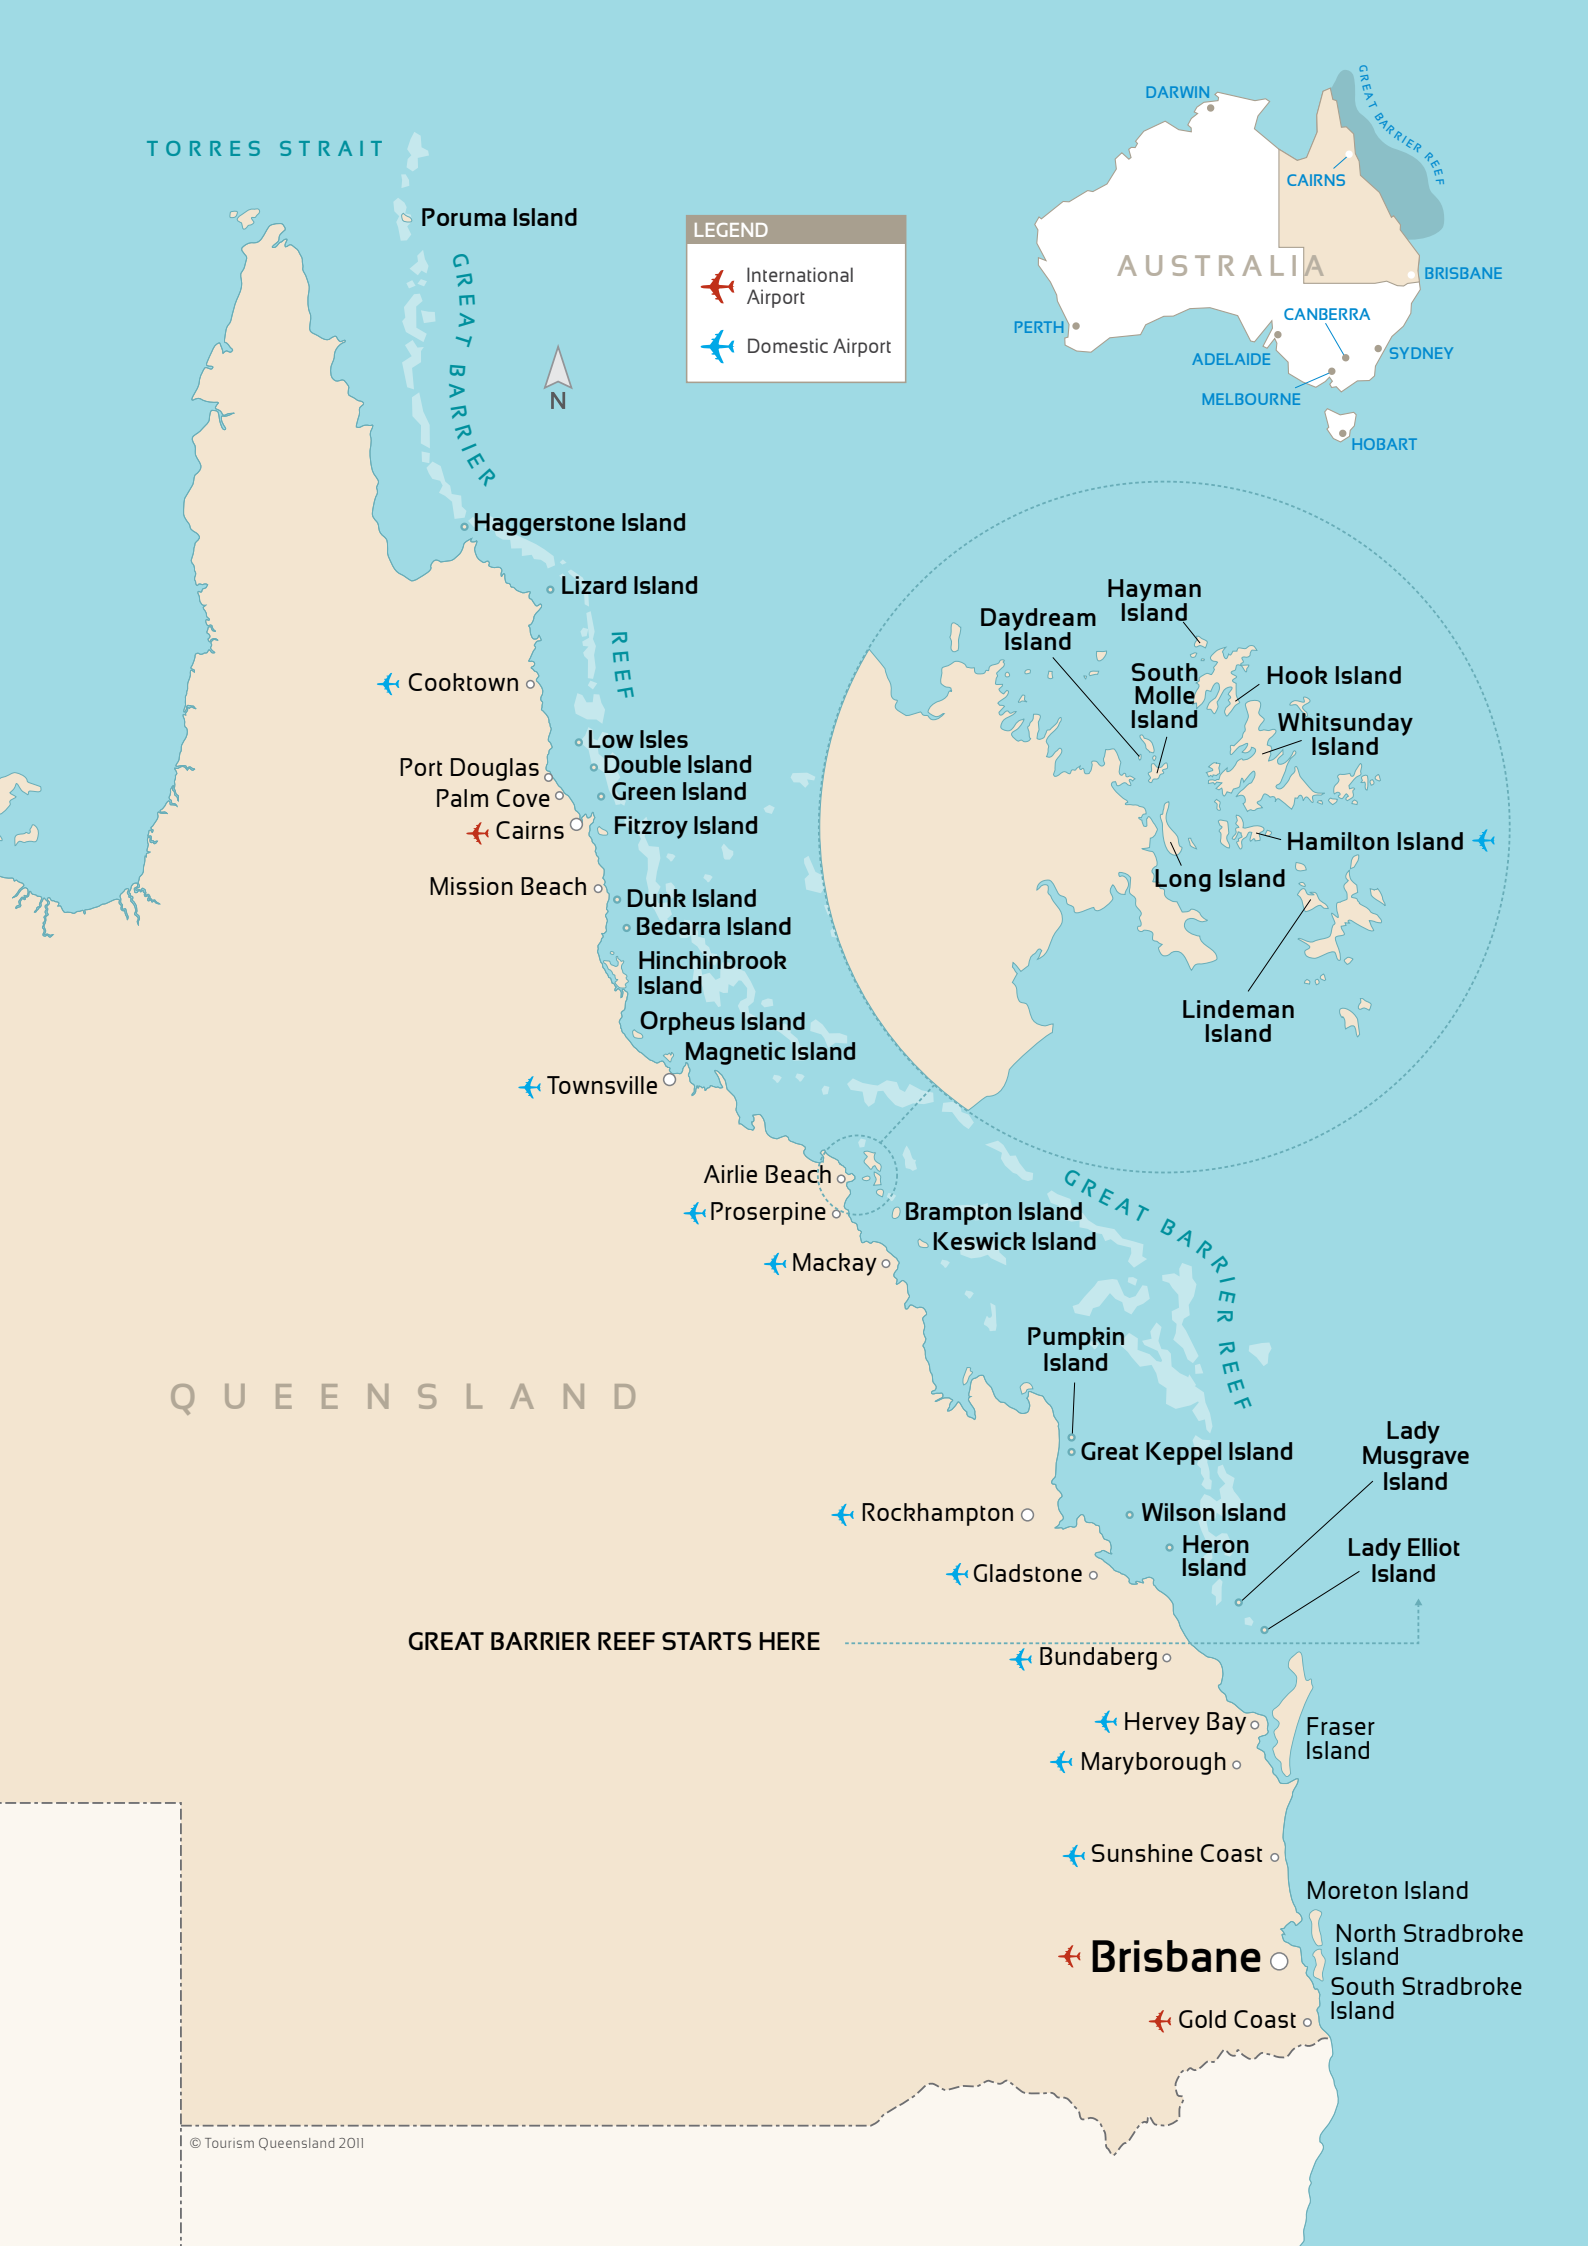 TORRES STRAIT
Poruma Island
GREAT BARRIER
REEF
N
LEGEND
International
Airport
Domestic Airport
DARWIN
GREAT BARRIER REEF
CAIRNS
AUSTRALIA
BRISBANE
PERTH
CANBERRA
ADELAIDE
SYDNEY
MELBOURNE
HOBART
Haggerstone Island
Lizard Island
Cooktown
Low Isles
Port Douglas
Double Island
Palm Cove
Green Island
Cairns
Fitzroy Island
Mission Beach
Dunk Island
Bedarra Island
Hinchinbrook
Island
Orpheus Island
Magnetic Island
Townsville
Hayman
Island
Daydream
Island
South
Molle
Island
Hook Island
Whitsunday
Island
Hamilton Island
Long Island
Lindeman
Island
Airlie Beach
Proserpine
Brampton Island
Keswick Island
Mackay
GREAT BARRIER REEF
Pumpkin
Island
QUEENSLAND
Great Keppel Island
Lady
Musgrave
Island
Rockhampton
Wilson Island
Heron
Island
Lady Elliot
Island
Gladstone
GREAT BARRIER REEF STARTS HERE
Bundaberg
Hervey Bay
Fraser
Island
Maryborough
Sunshine Coast
Moreton Island
North Stradbroke
Island
Brisbane
South Stradbroke
Island
Gold Coast
© Tourism Queensland 2011